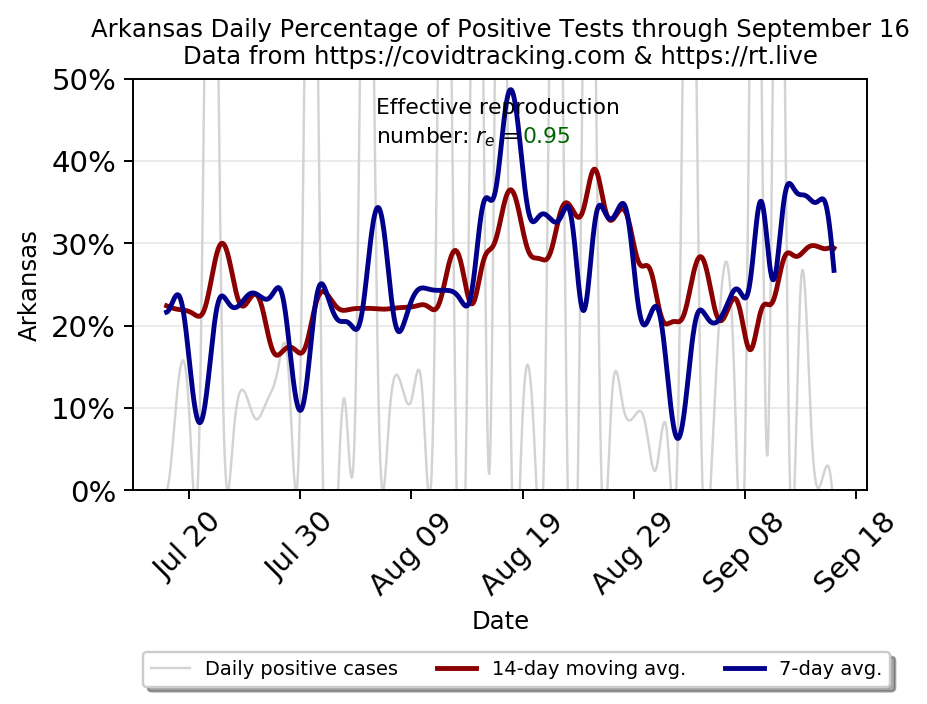 Arkansas Daily Percentage of Positive Tests through September 16
Data from https://covidtracking.com & https://rt.live
50%
Effective reproduction
number: rₑ = 0.95
40%
30%
20%
10%
0%
Arkansas
Jul 20
Jul 30
Aug 09
Aug 19
Aug 29
Sep 08
Sep 18
Date
Daily positive cases
14-day moving avg.
7-day avg.